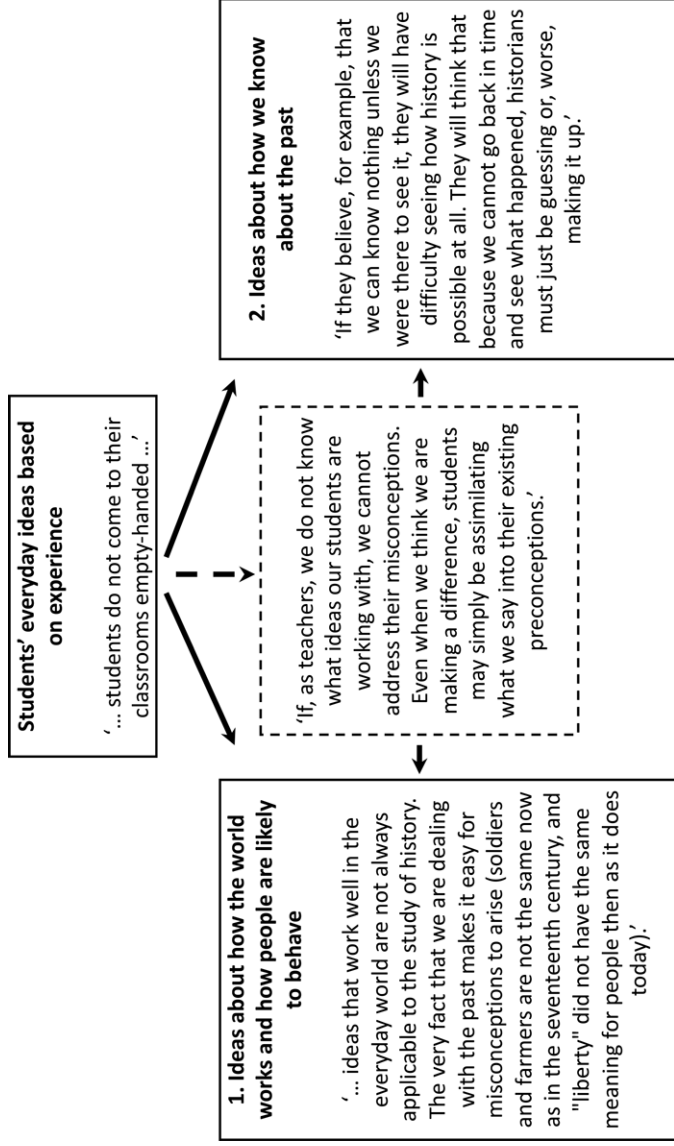 Students' everyday ideas based
on experience
'... students do not come to their
classrooms empty-handed ...'
1. Ideas about how the world
works and how people are likely
to behave
'... ideas that work well in the
everyday world are not always
applicable to the study of history.
The very fact that we are dealing
with the past makes it easy for
misconceptions to arise (soldiers
and farmers are not the same now
as in the seventeenth century, and
"liberty" did not have the same
meaning for people then as it does
today).'
'If, as teachers, we do not know
what ideas our students are
working with, we cannot
address their misconceptions.
Even when we think we are
making a difference, students
may simply be assimilating
what we say into their existing
preconceptions.'
2. Ideas about how we know
about the past
'If they believe, for example, that
we can know nothing unless we
were there to see it, they will have
difficulty seeing how history is
possible at all. They will think that
because we cannot go back in time
and see what happened, historians
must just be guessing or, worse,
making it up.'